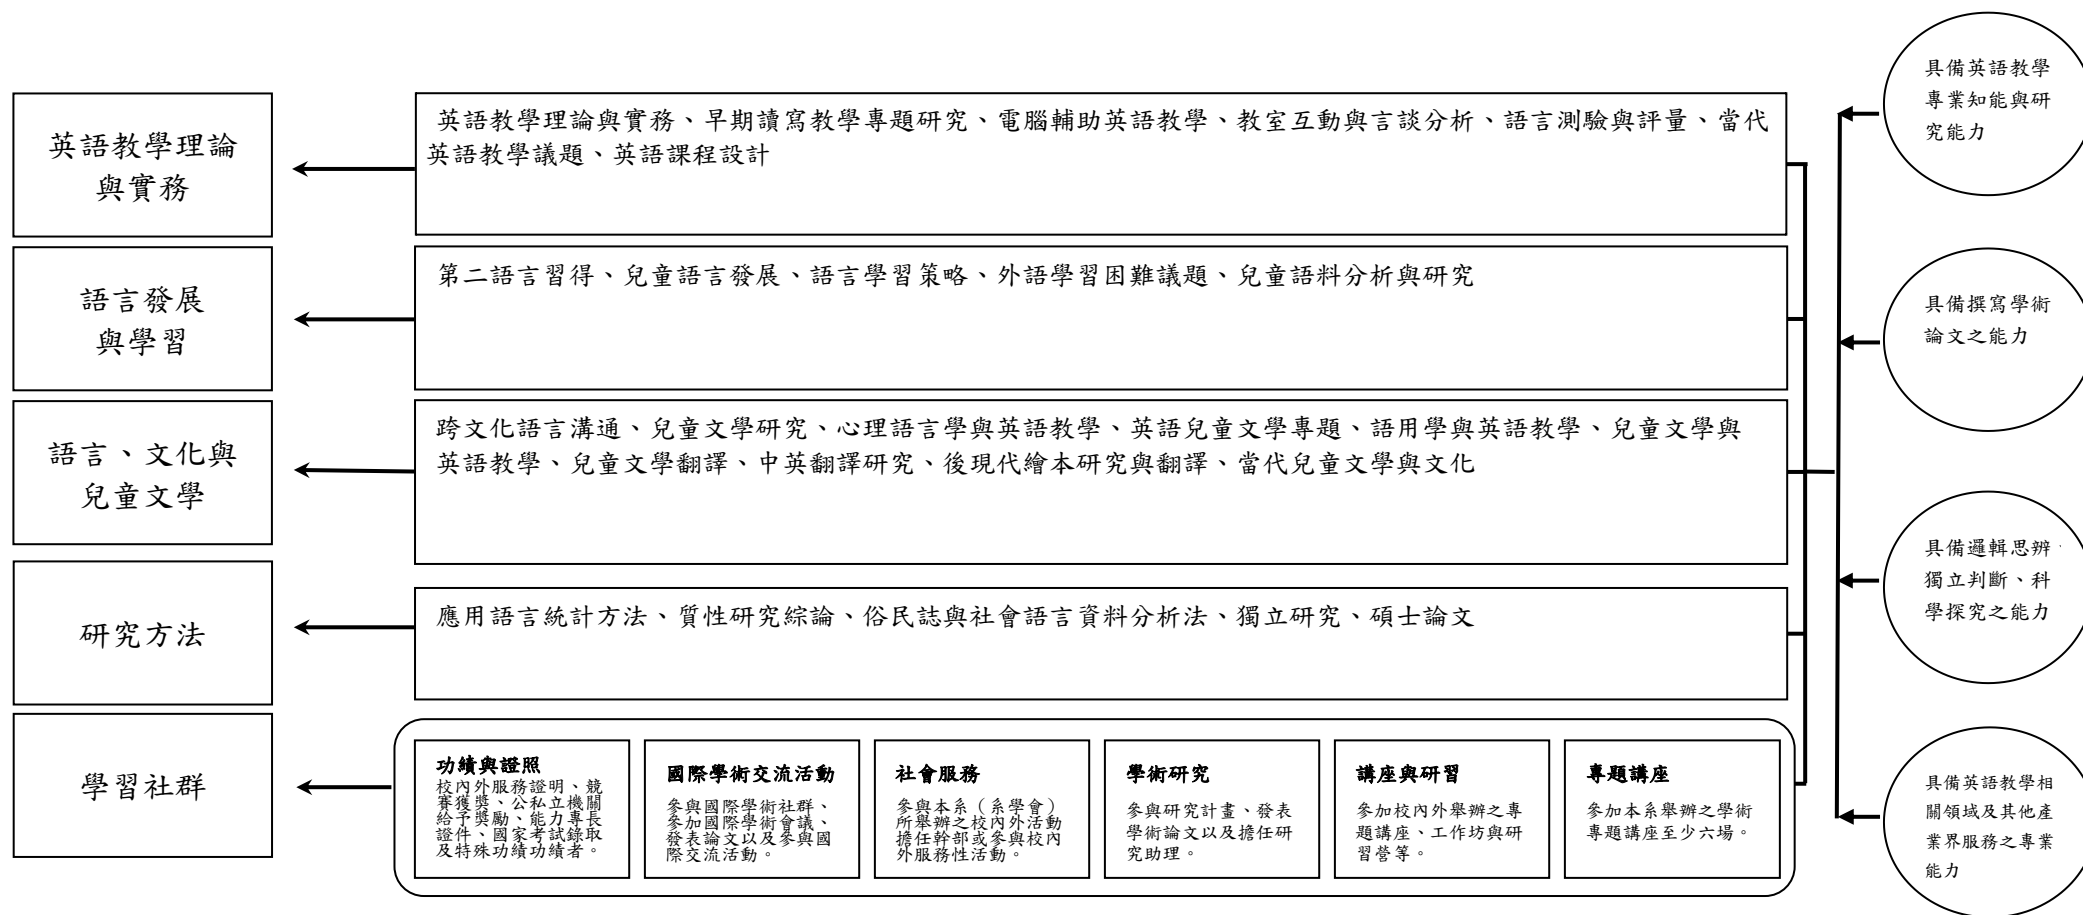 英語教學理論
與實務
英語教學理論與實務、早期讀寫教學專題研究、電腦輔助英語教學、教室互動與言談分析、語言測驗與評量、當代
英語教學議題、英語課程設計
具備英語教學
專業知能與研
究能力
語言發展
與學習
第二語言習得、兒童語言發展、語言學習策略、外語學習困難議題、兒童語料分析與研究
具備撰寫學術
論文之能力
語言、文化與
兒童文學
跨文化語言溝通、兒童文學研究、心理語言學與英語教學、英語兒童文學專題、語用學與英語教學、兒童文學與
英語教學、兒童文學翻譯、中英翻譯研究、後現代繪本研究與翻譯、當代兒童文學與文化
具備邏輯思辨、
獨立判斷、科
學探究之能力
研究方法
應用語言統計方法、質性研究綜論、俗民誌與社會語言資料分析法、獨立研究、碩士論文
學習社群
功績與證照
校內外服務證明、競
賽獲獎、公私立機關
給予獎勵、能力專長
證件、國家考試錄取
及特殊功績功績者。
國際學術交流活動
參與國際學術社群、
參加國際學術會議、
發表論文以及參與國
際交流活動。
社會服務
參與本系（系學會）
所舉辦之校內外活動
擔任幹部或參與校內
外服務性活動。
學術研究
參與研究計畫、發表
學術論文以及擔任研
究助理。
講座與研習
參加校內外舉辦之專
題講座、工作坊與研
習營等。
專題講座
參加本系舉辦之學術
專題講座至少六場。
具備英語教學相
關領域及其他產
業界服務之專業
能力